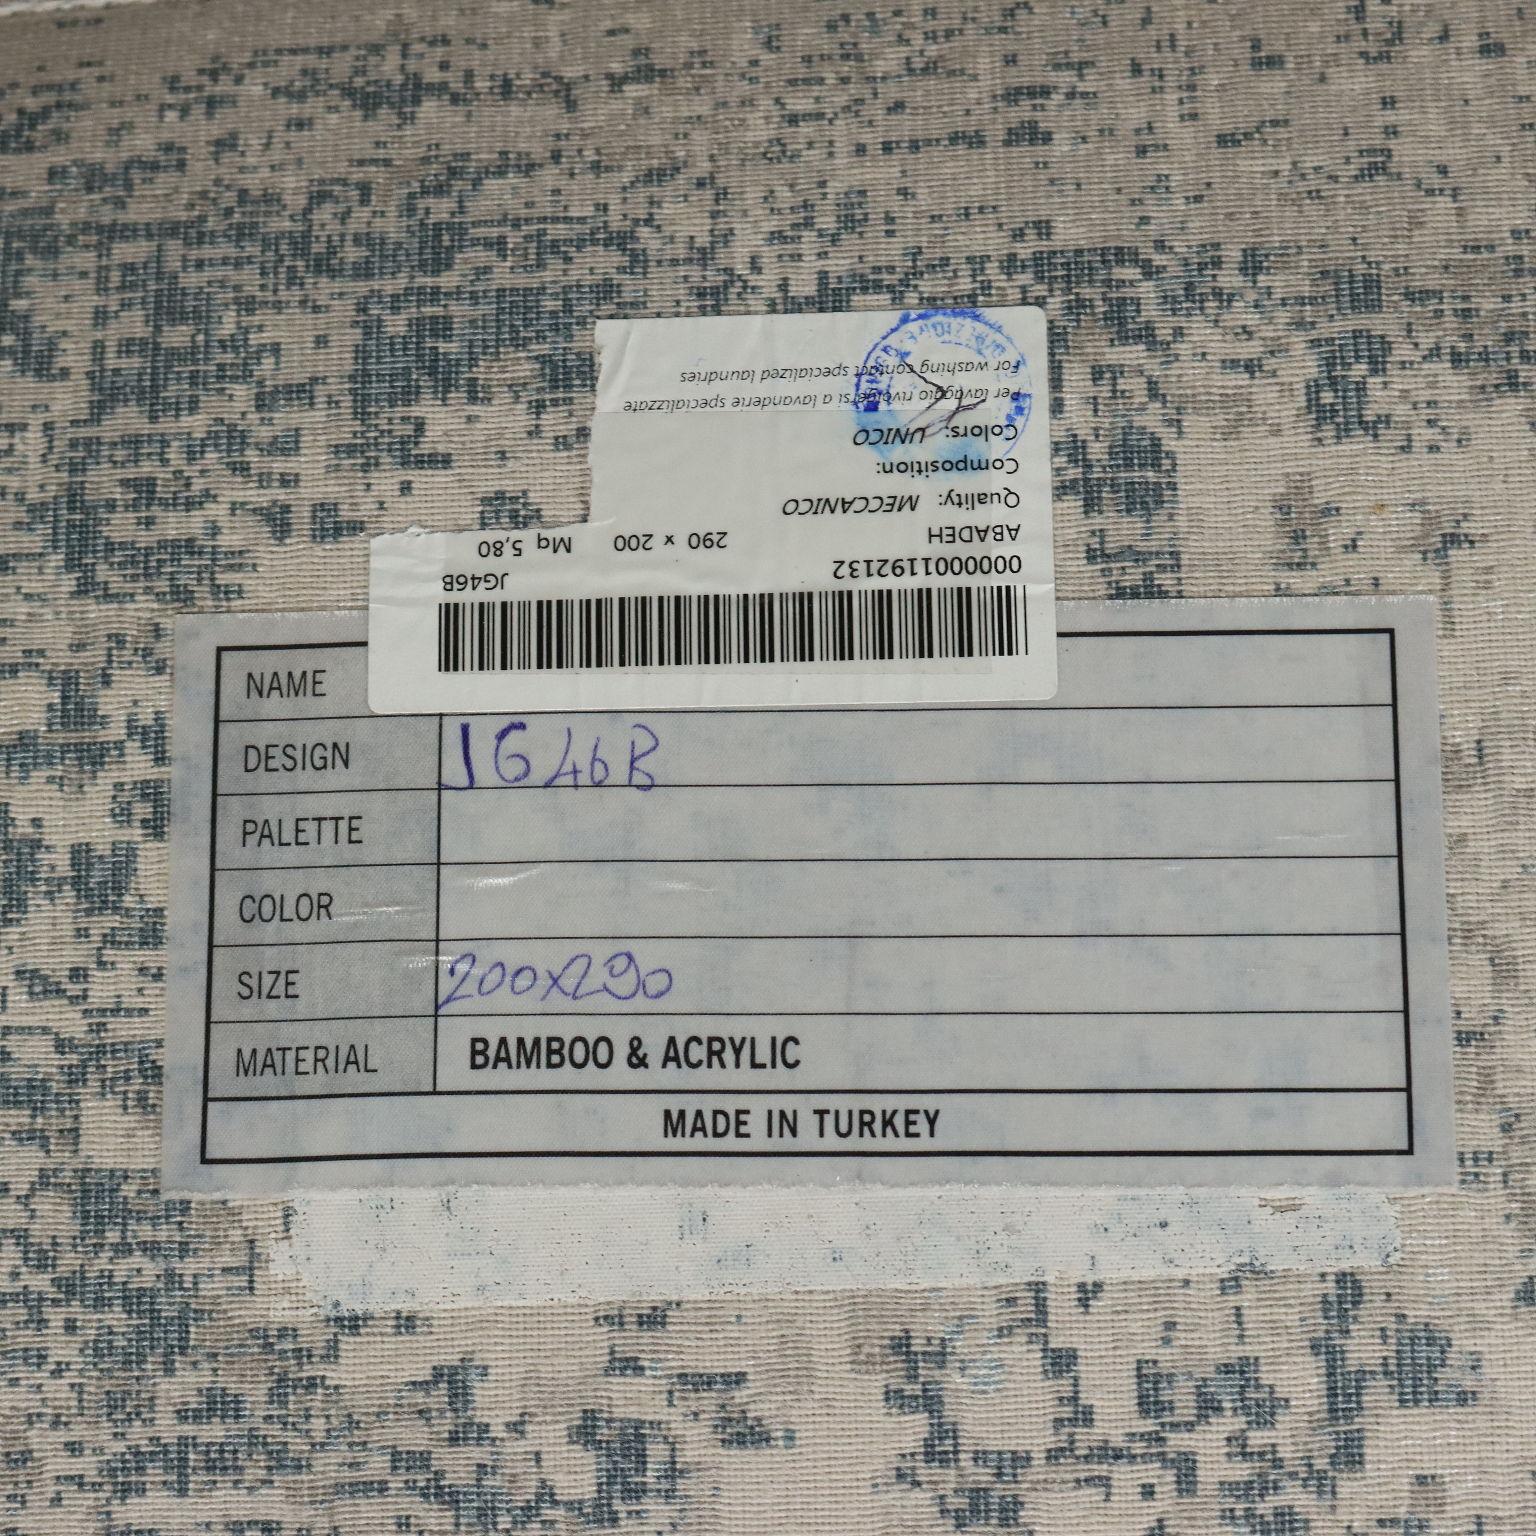 For washing contact specialized laundries
Per lavaggio rivolgersi a lavanderie specializzate
Colors: UNICO
Composition:
Quality: MECCANICO
ABADEH 290 x 200 Mq 5,80
0000001192132 JG46B
NAME
DESIGN JG46B
PALETTE
COLOR
SIZE 200x290
MATERIAL BAMBOO & ACRYLIC
MADE IN TURKEY